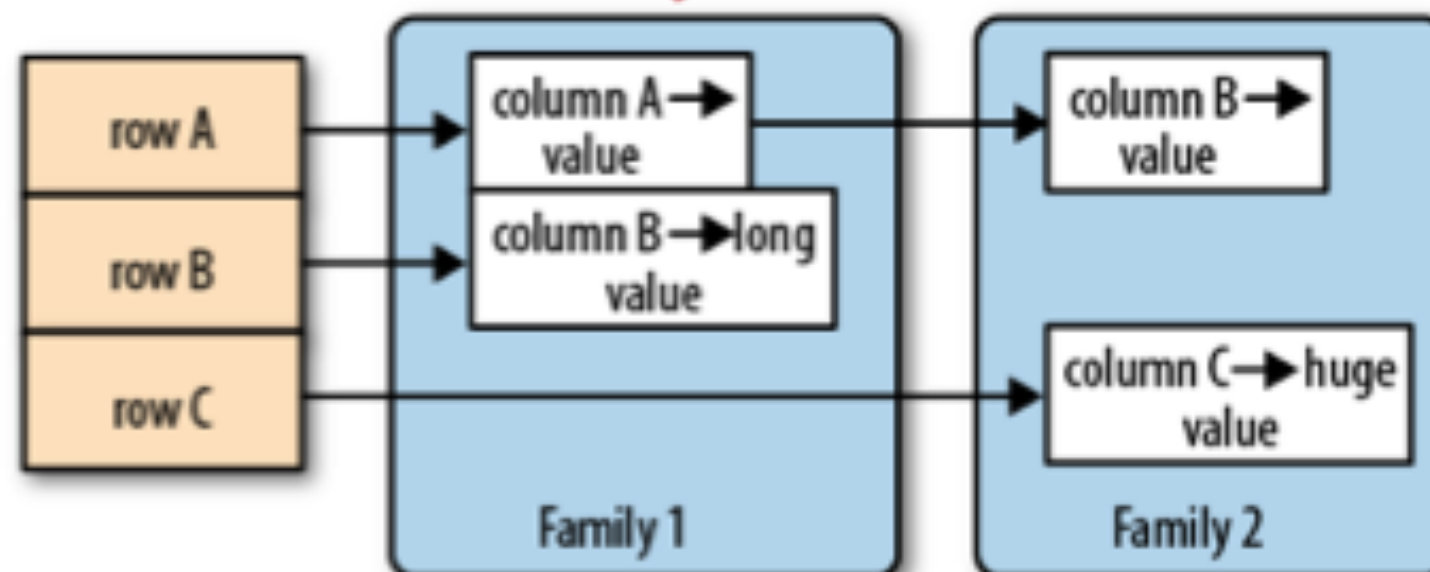 row A
column A→
value
column B→
value
row B
column B→long
value
row C
column C→huge
value
Family 1
Family 2